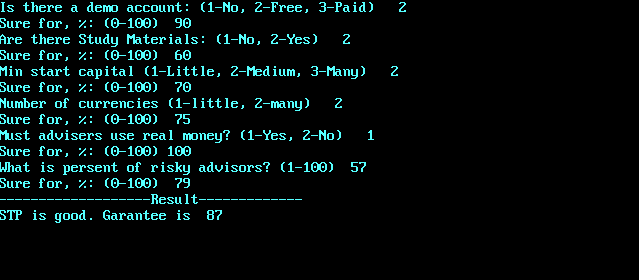 Is there a demo account: (1-No, 2-Free, 3-Paid)   2
Sure for, %: (0-100)  90
Are there Study Materials: (1-No, 2-Yes)   2
Sure for, %: (0-100)  60
Min start capital (1-Little, 2-Medium, 3-Many)   2
Sure for, %: (0-100)  70
Number of currencies (1-little, 2-many)   2
Sure for, %: (0-100)  75
Must advisers use real money? (1-Yes, 2-No)   1
Sure for, %: (0-100) 100
What is persent of risky advisors? (1-100)  57
Sure for, %: (0-100)  79
-------------------Result-------------
STP is good. Garantee is  87